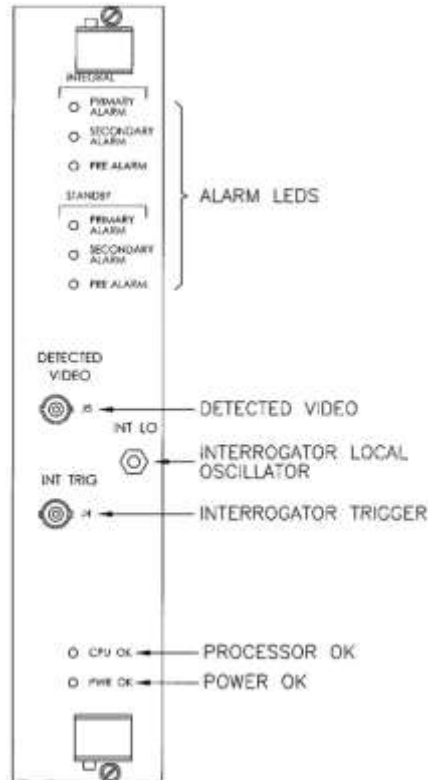 INTEGRAL
PRIMARY
ALARM
SECONDARY
ALARM
PRE ALARM
STANDBY
PRIMARY
ALARM
SECONDARY
ALARM
PRE ALARM
ALARM LEDS
DETECTED
VIDEO
DETECTED VIDEO
INT LO
INTERROGATOR LOCAL
OSCILLATOR
INT TRIG
J4
INTERROGATOR TRIGGER
CPU OK
PROCESSOR OK
PWR OK
POWER OK